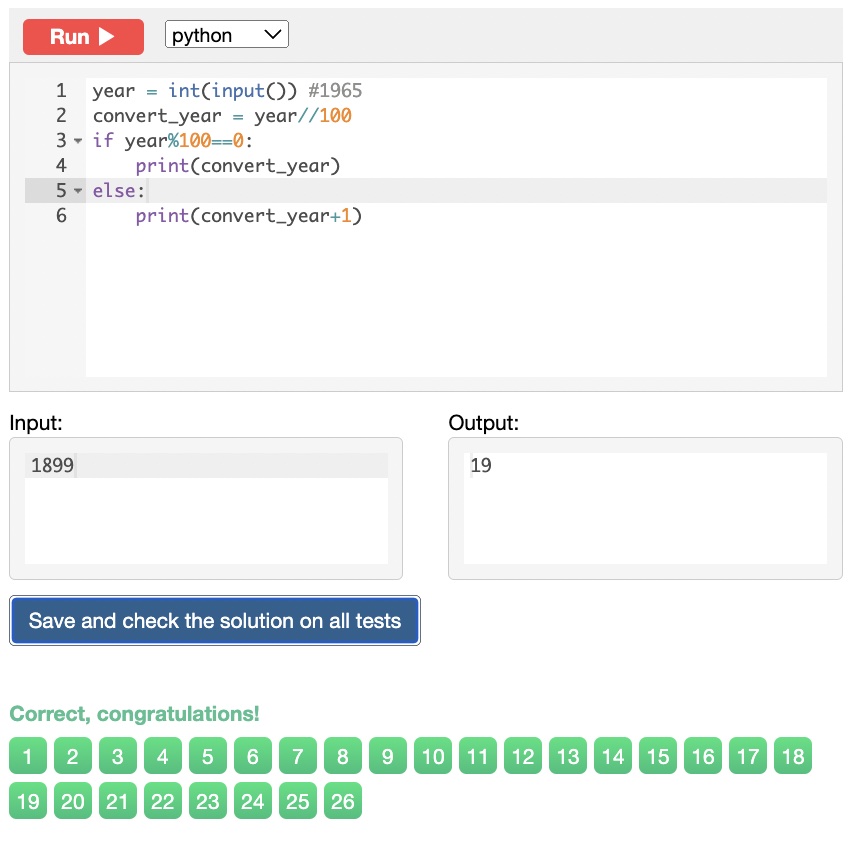 Run ▶ python
1 year = int(input()) #1965
2 convert_year = year//100
3 if year%100==0:
4     print(convert_year)
5 else:
6     print(convert_year+1)
Input: Output:
1899 19
Save and check the solution on all tests
Correct, congratulations!
1 2 3 4 5 6 7 8 9 10 11 12 13 14 15 16 17 18
19 20 21 22 23 24 25 26